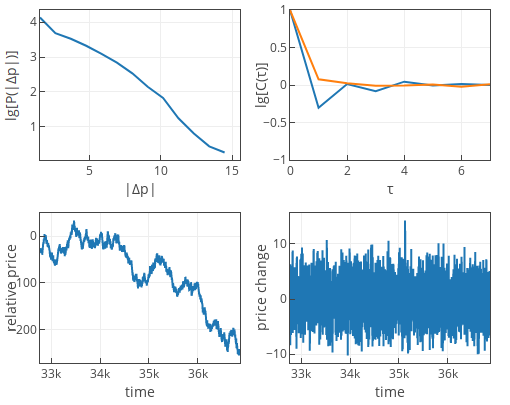 lg[P(|Δp|)]
4
3
2
1
5
10
15
|Δp|
lg[C(τ)]
1
0.5
0
−0.5
−1
0
2
4
6
τ
relative price
0
−100
−200
33k
34k
35k
36k
time
price change
10
0
−10
33k
34k
35k
36k
time